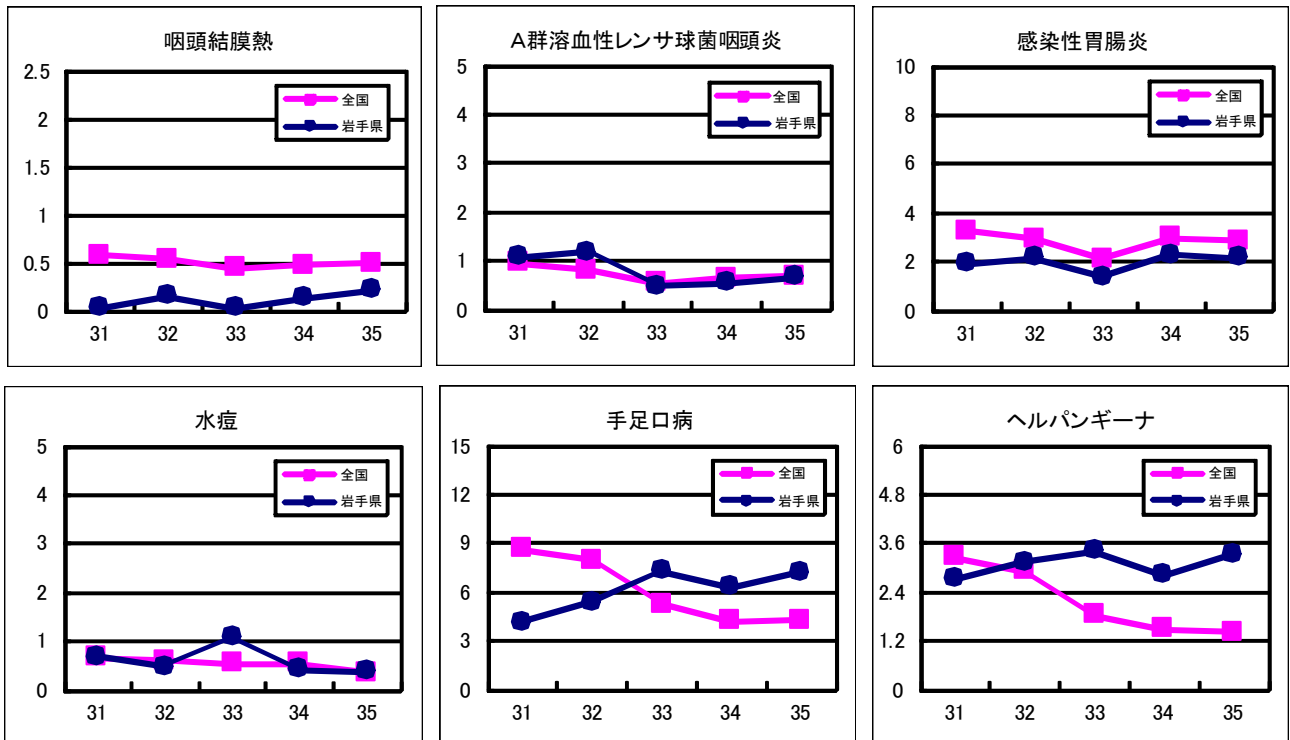 咽頭結膜熱
2.5
2
1.5
1
0.5
0
全国
岩手県
31 32 33 34 35
A群溶血性レンサ球菌咽頭炎
5
4
3
2
1
0
全国
岩手県
31 32 33 34 35
感染性胃腸炎
10
8
6
4
2
0
全国
岩手県
31 32 33 34 35
水痘
5
4
3
2
1
0
全国
岩手県
31 32 33 34 35
手足口病
15
12
9
6
3
0
全国
岩手県
31 32 33 34 35
ヘルパンギーナ
6
4.8
3.6
2.4
1.2
0
全国
岩手県
31 32 33 34 35